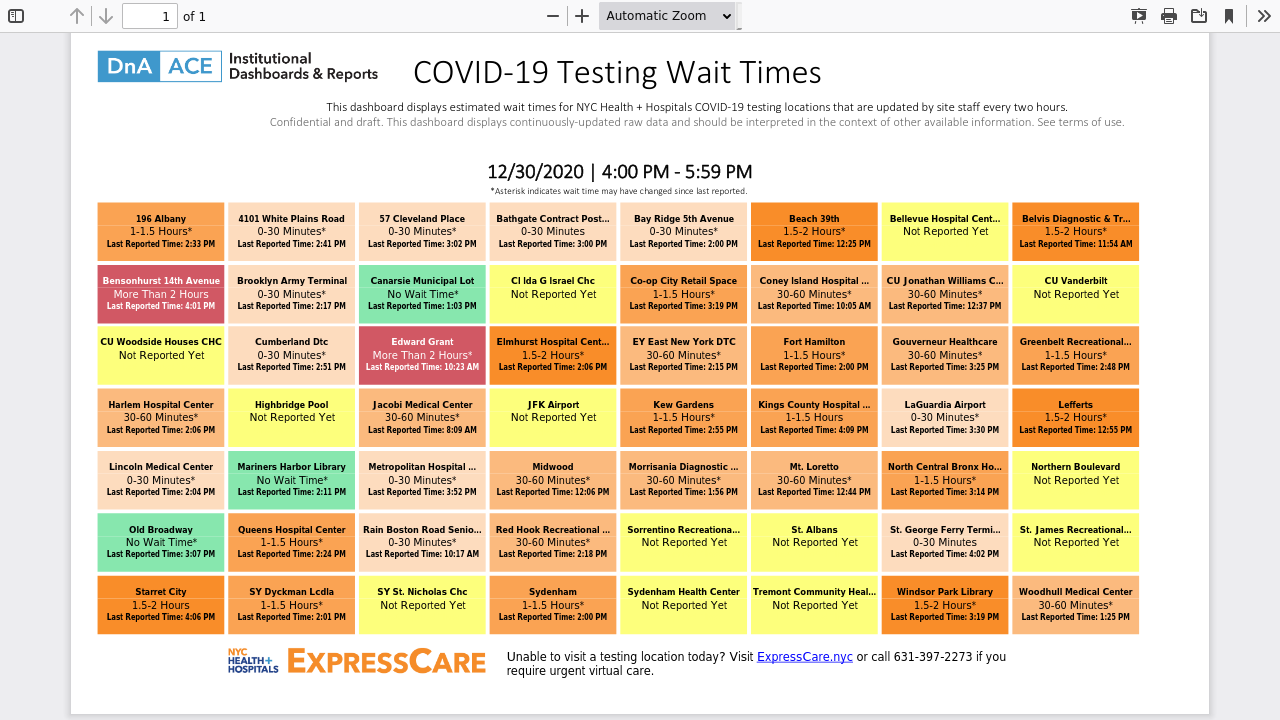 1 of 1
Automatic Zoom
DnA ACE Institutional
Dashboards & Reports
COVID-19 Testing Wait Times
This dashboard displays estimated wait times for NYC Health + Hospitals COVID-19 testing locations that are updated by site staff every two hours.
Confidential and draft. This dashboard displays continuously-updated raw data and should be interpreted in the context of other available information. See terms of use.
12/30/2020 | 4:00 PM - 5:59 PM
*Asterisk indicates wait time may have changed since last reported.
196 Albany
1-1.5 Hours*
Last Reported Time: 2:33 PM
4101 White Plains Road
0-30 Minutes*
Last Reported Time: 2:41 PM
57 Cleveland Place
0-30 Minutes*
Last Reported Time: 3:02 PM
Bathgate Contract Post...
0-30 Minutes
Last Reported Time: 3:00 PM
Bay Ridge 5th Avenue
0-30 Minutes*
Last Reported Time: 2:00 PM
Beach 39th
1.5-2 Hours*
Last Reported Time: 12:25 PM
Bellevue Hospital Cent...
Not Reported Yet
Belvis Diagnostic & Tr...
1.5-2 Hours*
Last Reported Time: 11:54 AM
Bensonhurst 14th Avenue
More Than 2 Hours
Last Reported Time: 4:01 PM
Brooklyn Army Terminal
0-30 Minutes*
Last Reported Time: 2:17 PM
Canarsie Municipal Lot
No Wait Time*
Last Reported Time: 1:03 PM
Cl Ida G Israel Chc
Not Reported Yet
Co-op City Retail Space
1-1.5 Hours*
Last Reported Time: 3:19 PM
Coney Island Hospital ...
30-60 Minutes*
Last Reported Time: 10:05 AM
CU Jonathan Williams C...
30-60 Minutes*
Last Reported Time: 12:37 PM
CU Vanderbilt
Not Reported Yet
CU Woodside Houses CHC
Not Reported Yet
Cumberland Dtc
0-30 Minutes*
Last Reported Time: 2:51 PM
Edward Grant
More Than 2 Hours*
Last Reported Time: 10:23 AM
Elmhurst Hospital Cent...
1.5-2 Hours*
Last Reported Time: 2:06 PM
EY East New York DTC
30-60 Minutes*
Last Reported Time: 2:15 PM
Fort Hamilton
1-1.5 Hours*
Last Reported Time: 2:00 PM
Gouverneur Healthcare
30-60 Minutes*
Last Reported Time: 3:25 PM
Greenbelt Recreational...
1-1.5 Hours*
Last Reported Time: 2:48 PM
Harlem Hospital Center
30-60 Minutes*
Last Reported Time: 2:06 PM
Highbridge Pool
Not Reported Yet
Jacobi Medical Center
30-60 Minutes*
Last Reported Time: 8:09 AM
JFK Airport
Not Reported Yet
Kew Gardens
1-1.5 Hours*
Last Reported Time: 2:55 PM
Kings County Hospital ...
1-1.5 Hours
Last Reported Time: 4:09 PM
LaGuardia Airport
0-30 Minutes*
Last Reported Time: 3:30 PM
Lefferts
1.5-2 Hours*
Last Reported Time: 12:55 PM
Lincoln Medical Center
0-30 Minutes*
Last Reported Time: 2:04 PM
Mariners Harbor Library
No Wait Time*
Last Reported Time: 2:11 PM
Metropolitan Hospital ...
0-30 Minutes*
Last Reported Time: 3:52 PM
Midwood
30-60 Minutes*
Last Reported Time: 12:06 PM
Morrisania Diagnostic ...
30-60 Minutes*
Last Reported Time: 1:56 PM
Mt. Loretto
30-60 Minutes*
Last Reported Time: 12:44 PM
North Central Bronx Ho...
1-1.5 Hours*
Last Reported Time: 3:14 PM
Northern Boulevard
Not Reported Yet
Old Broadway
No Wait Time*
Last Reported Time: 3:07 PM
Queens Hospital Center
1-1.5 Hours*
Last Reported Time: 2:24 PM
Rain Boston Road Senio...
0-30 Minutes*
Last Reported Time: 10:17 AM
Red Hook Recreational ...
30-60 Minutes*
Last Reported Time: 2:18 PM
Sorrentino Recreationa...
Not Reported Yet
St. Albans
Not Reported Yet
St. George Ferry Termi...
0-30 Minutes
Last Reported Time: 4:02 PM
St. James Recreational...
Not Reported Yet
Starret City
1.5-2 Hours
Last Reported Time: 4:06 PM
SY Dyckman Lcdla
1-1.5 Hours*
Last Reported Time: 2:01 PM
SY St. Nicholas Chc
Not Reported Yet
Sydenham
1-1.5 Hours*
Last Reported Time: 2:00 PM
Sydenham Health Center
Not Reported Yet
Tremont Community Heal...
Not Reported Yet
Windsor Park Library
1.5-2 Hours*
Last Reported Time: 3:19 PM
Woodhull Medical Center
30-60 Minutes*
Last Reported Time: 1:25 PM
NYC
HEALTH+
HOSPITALS
EXPRESSCARE
Unable to visit a testing location today? Visit ExpressCare.nyc or call 631-397-2273 if you
require urgent virtual care.